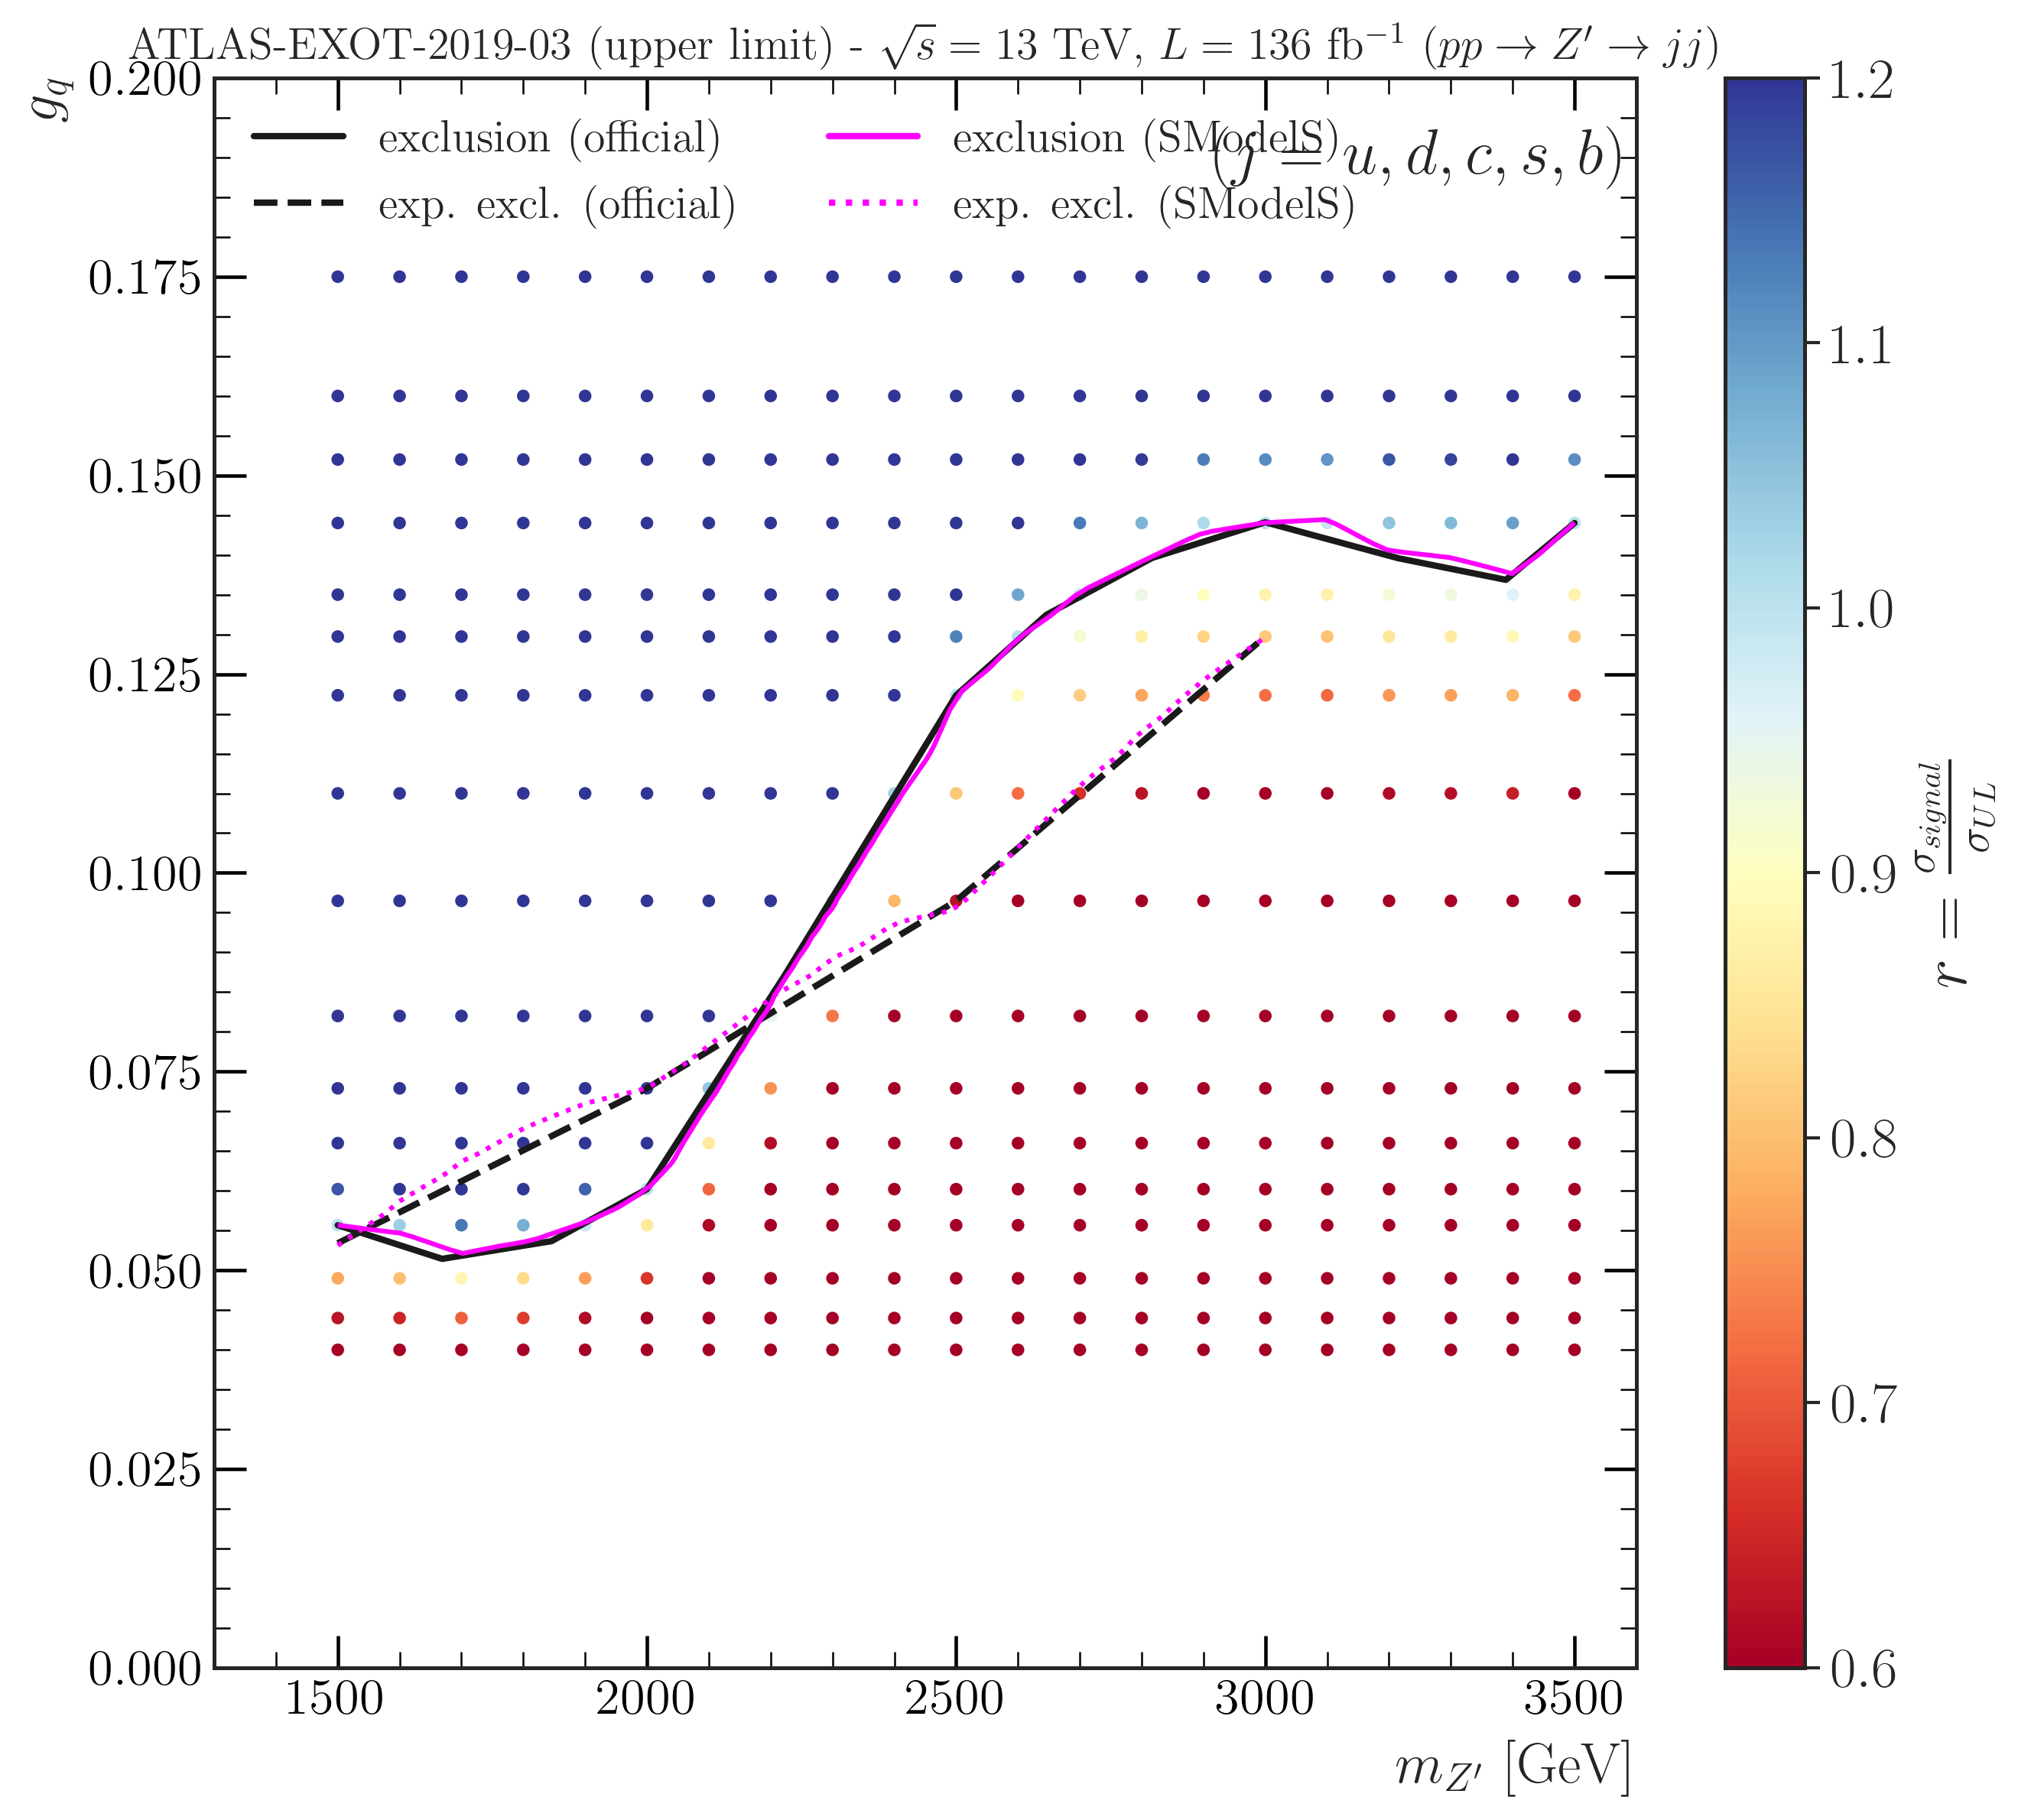 ATLAS-EXOT-2019-03 (upper limit) - √s = 13 TeV, L = 136 fb⁻¹ (pp → Z′ → jj)
g_q
exclusion (official)
exp. excl. (official)
exclusion (SModelS)
exp. excl. (SModelS)
(j = u, d, c, s, b)
0.200
0.175
0.150
0.125
0.100
0.075
0.050
0.025
0.000
1500 2000 2500 3000 3500
m_Z′ [GeV]
1.2
1.1
1.0
0.9
0.8
0.7
0.6
r = σ_signal / σ_UL